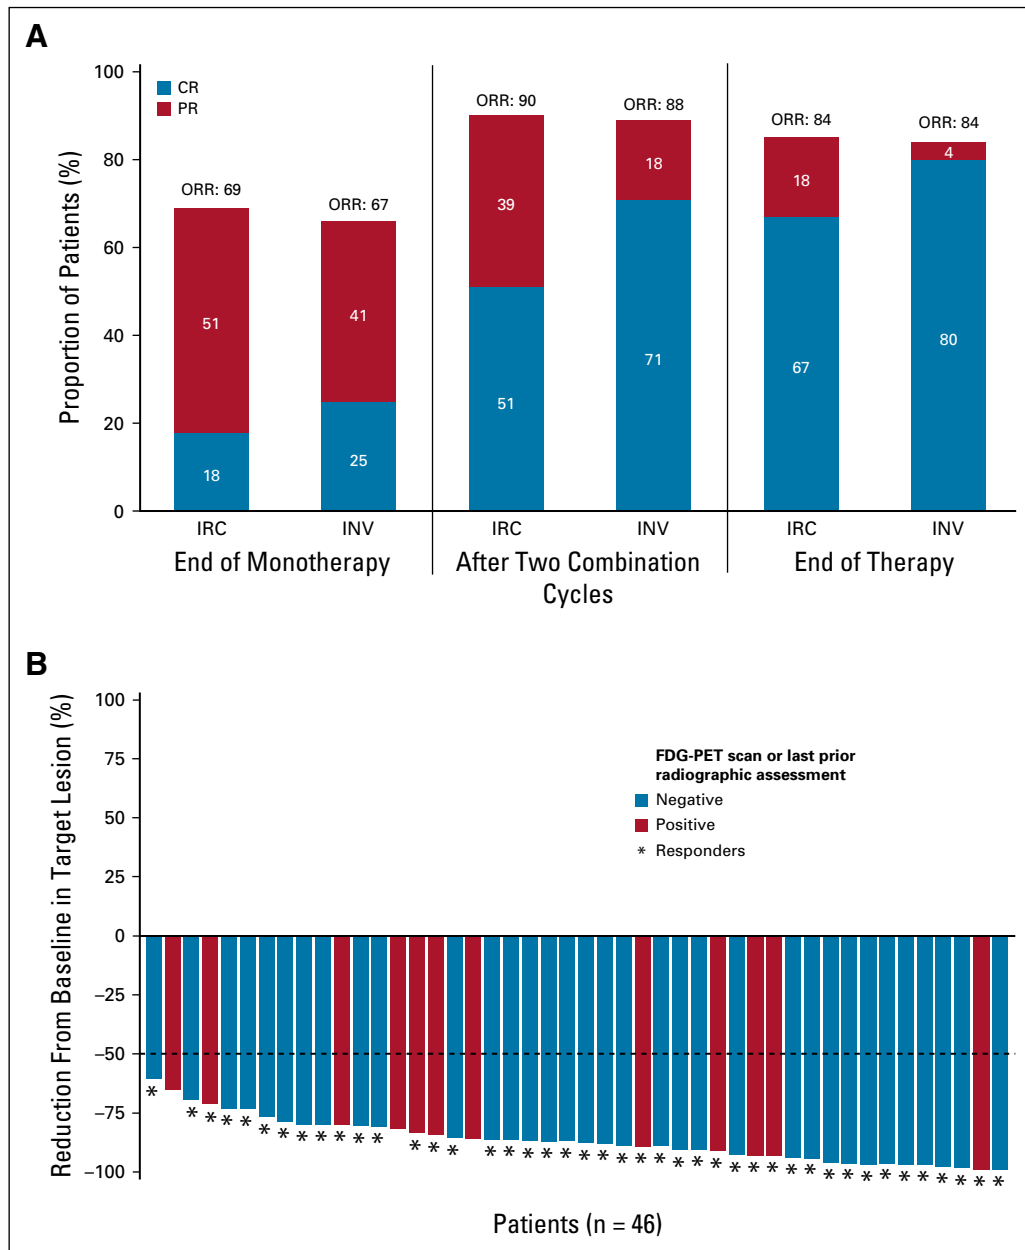 A
Proportion of Patients (%)
100
80
60
40
20
0
CR
PR
ORR: 69
51
18
ORR: 67
41
25
ORR: 90
39
51
ORR: 88
18
71
ORR: 84
18
67
ORR: 84
4
80
IRC
INV
IRC
INV
IRC
INV
End of Monotherapy
After Two Combination
Cycles
End of Therapy
B
Reduction From Baseline in Target Lesion (%)
100
75
50
25
0
−25
−50
−75
−100
FDG-PET scan or last prior
radiographic assessment
Negative
Positive
* Responders
* * * * * * * * * * * * * * * * * * * * * * * * * * * * * * * * * * * * * * * * * * *
Patients (n = 46)